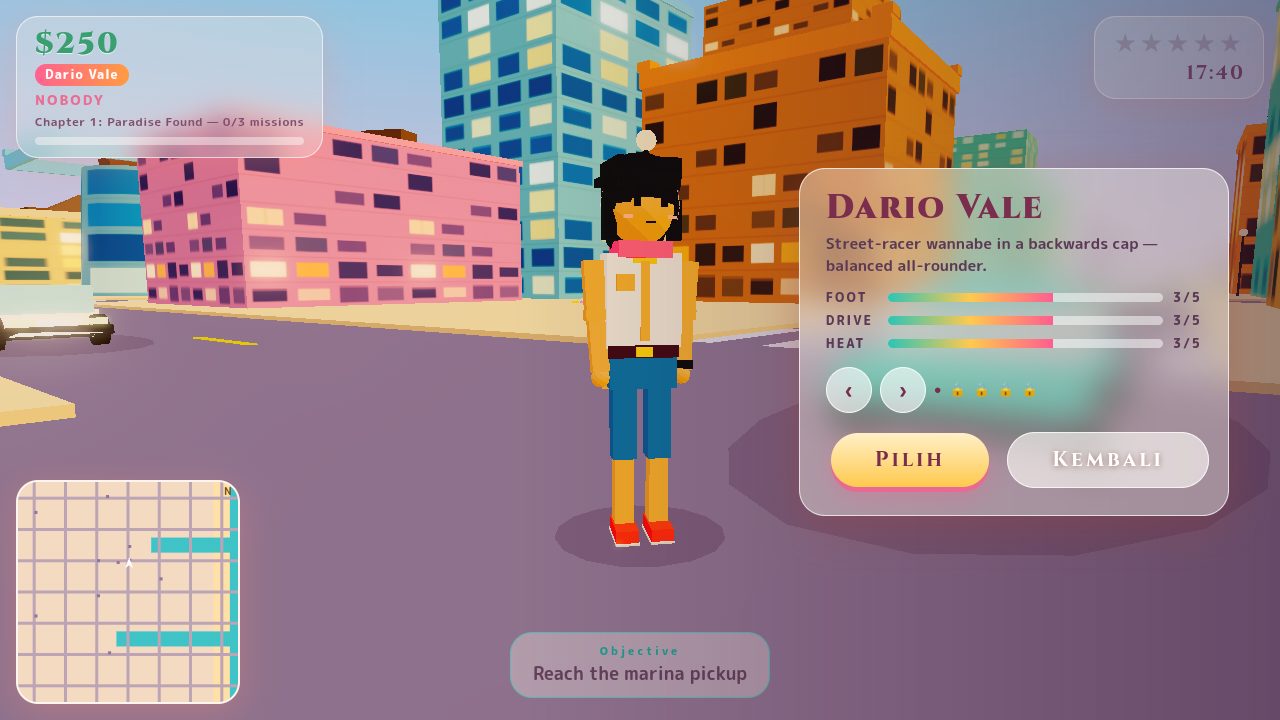 $250
Dario Vale
NOBODY
Chapter 1: Paradise Found — 0/3 missions
★★★★★
17:40
Dario Vale
Street-racer wannabe in a backwards cap —
balanced all-rounder.
FOOT 3/5
DRIVE 3/5
HEAT 3/5
‹ › • 🔒 🔒 🔒 🔒
Pilih Kembali
N
Objective
Reach the marina pickup